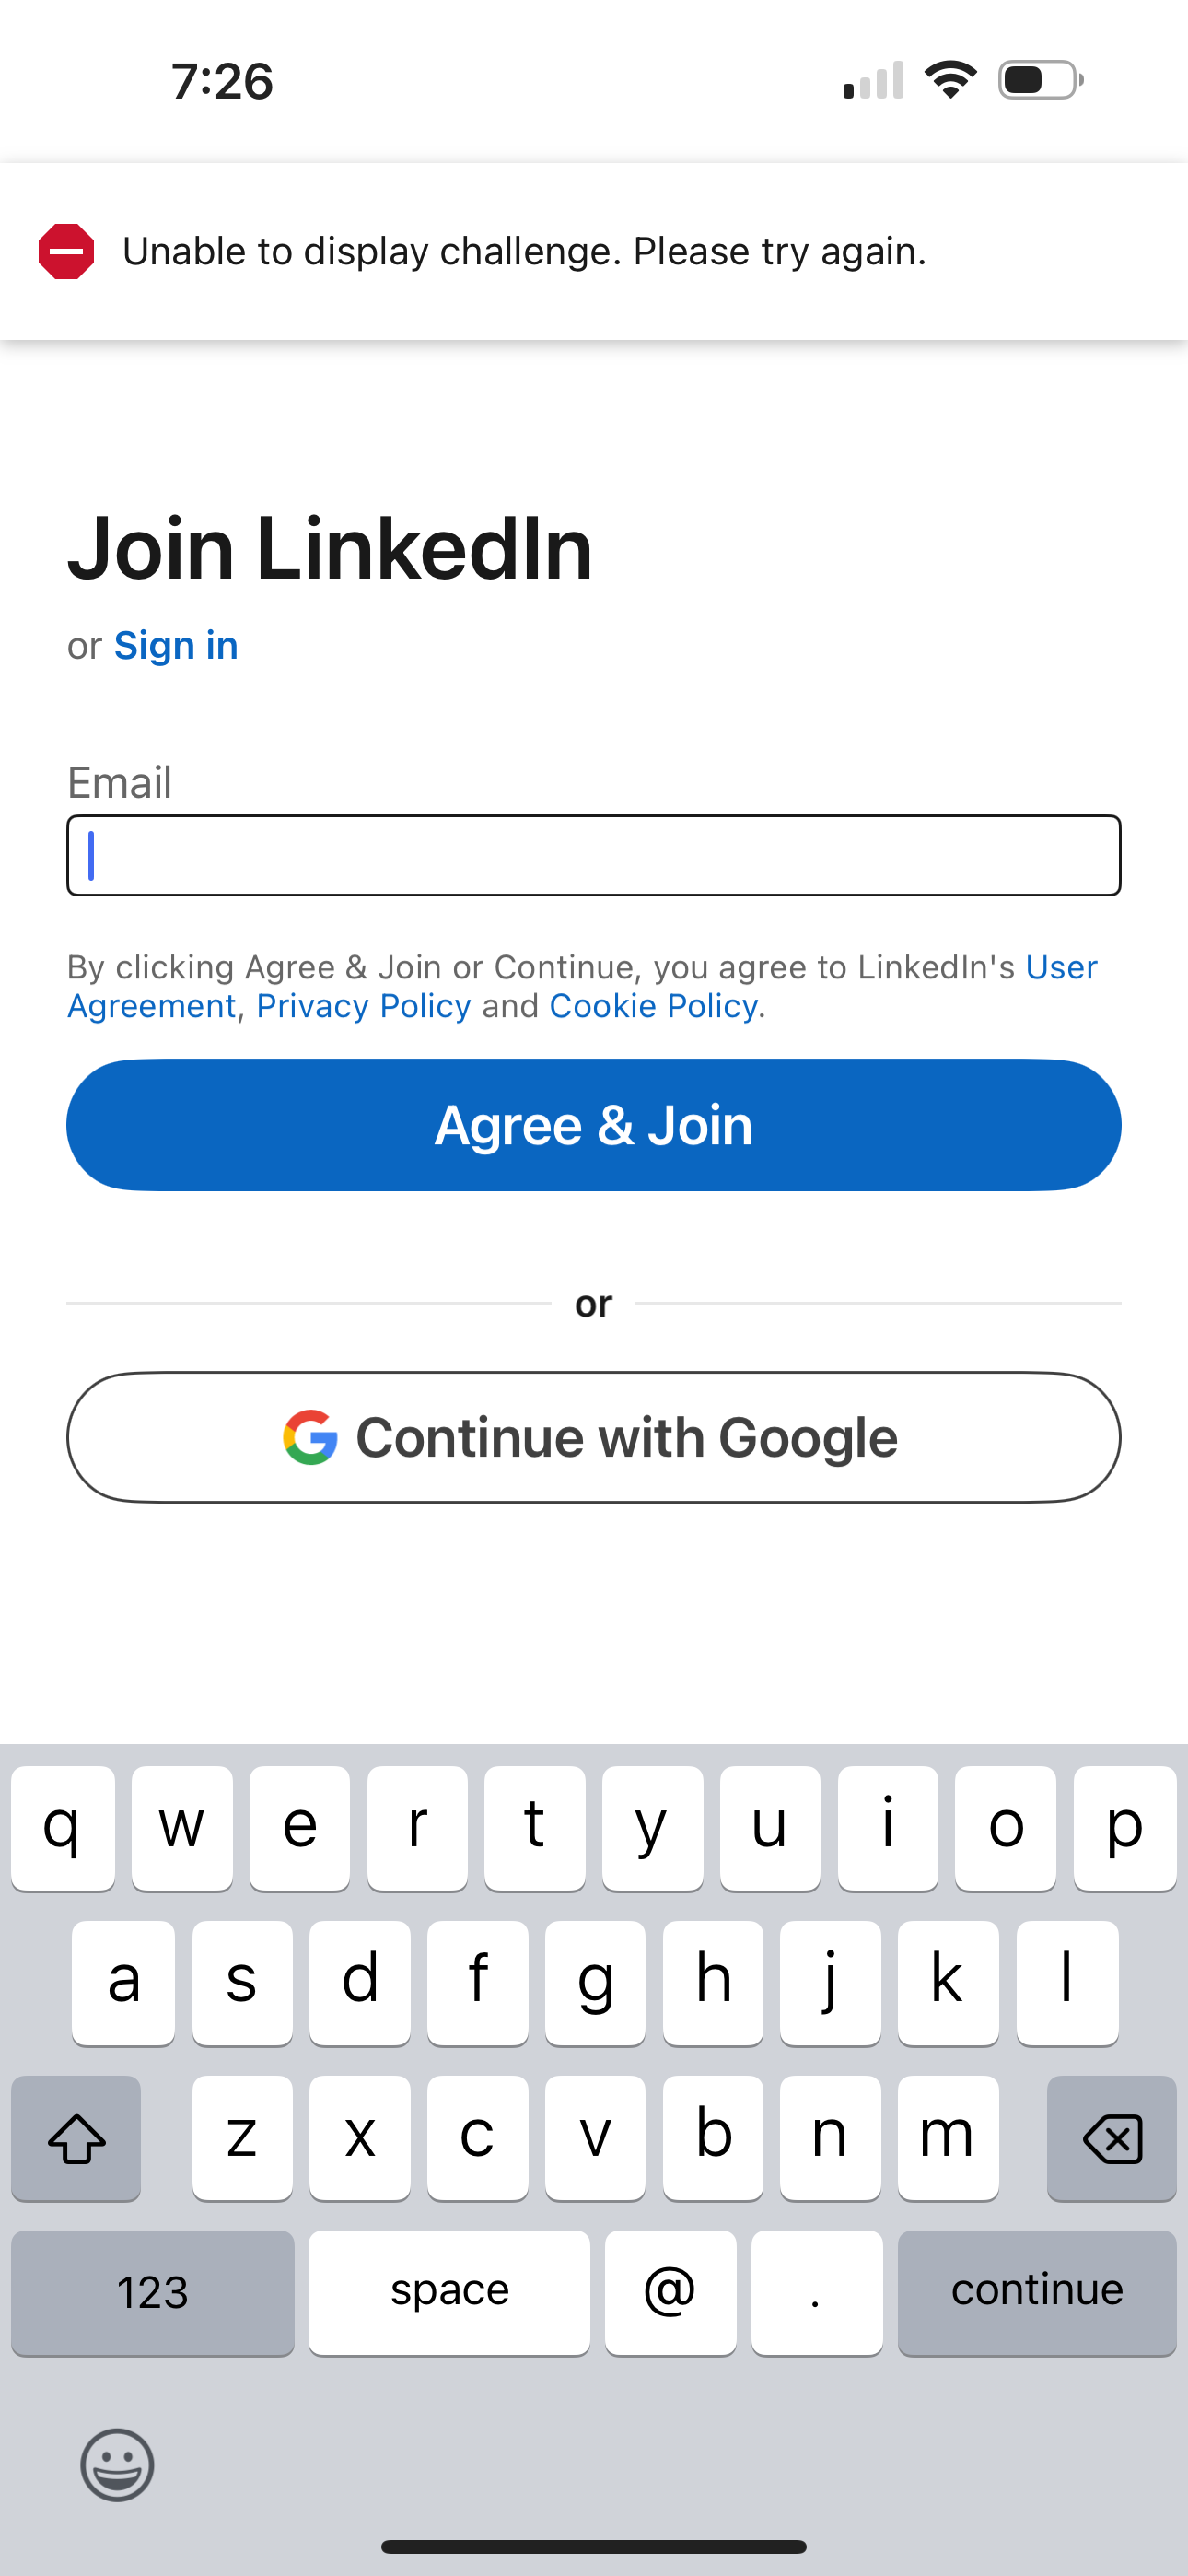 7:26
Unable to display challenge. Please try again.
Join LinkedIn
or Sign in
Email
By clicking Agree & Join or Continue, you agree to LinkedIn's User
Agreement, Privacy Policy and Cookie Policy.
Agree & Join
or
Continue with Google
q w e r t y u i o p
a s d f g h j k l
z x c v b n m
123 space @ . continue